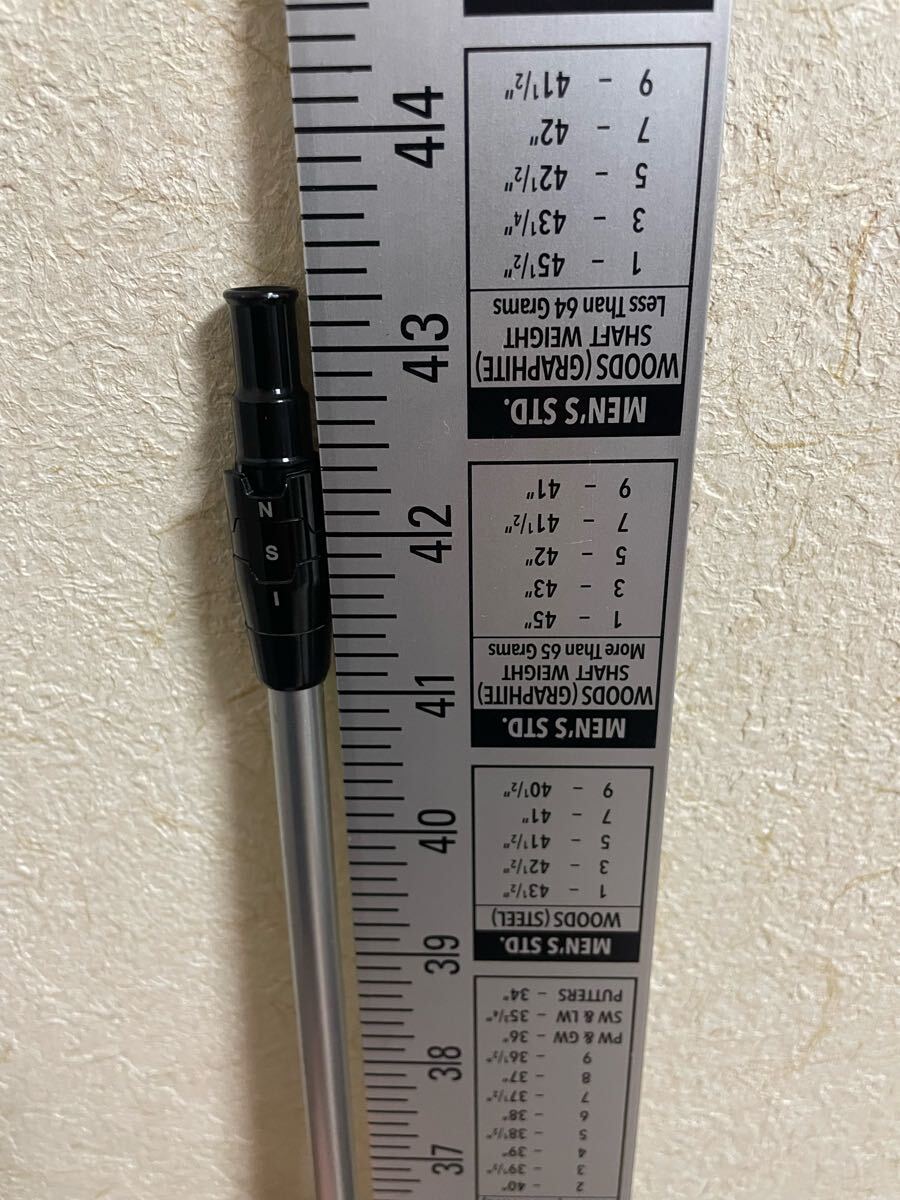 2 - 40"
3 - 39 1/2"
4 - 39"
5 - 38 1/2"
6 - 38"
7 - 37 1/2"
8 - 37"
9 - 36 1/2"
PW & GW - 36"
SW & LW - 35 3/4"
PUTTERS - 34"
MEN'S STD.
WOODS (STEEL)
1 - 43 1/2"
3 - 42 1/2"
5 - 41 1/2"
7 - 41"
9 - 40 1/2"
MEN'S STD.
WOODS (GRAPHITE)
SHAFT WEIGHT
More Than 65 Grams
1 - 45"
3 - 43"
5 - 42"
7 - 41 1/2"
9 - 41"
MEN'S STD.
WOODS (GRAPHITE)
SHAFT WEIGHT
Less Than 64 Grams
1 - 45 1/2"
3 - 43 1/4"
5 - 42 1/2"
7 - 42"
9 - 41 1/2"
37
38
39
40
41
42
43
44
N
S